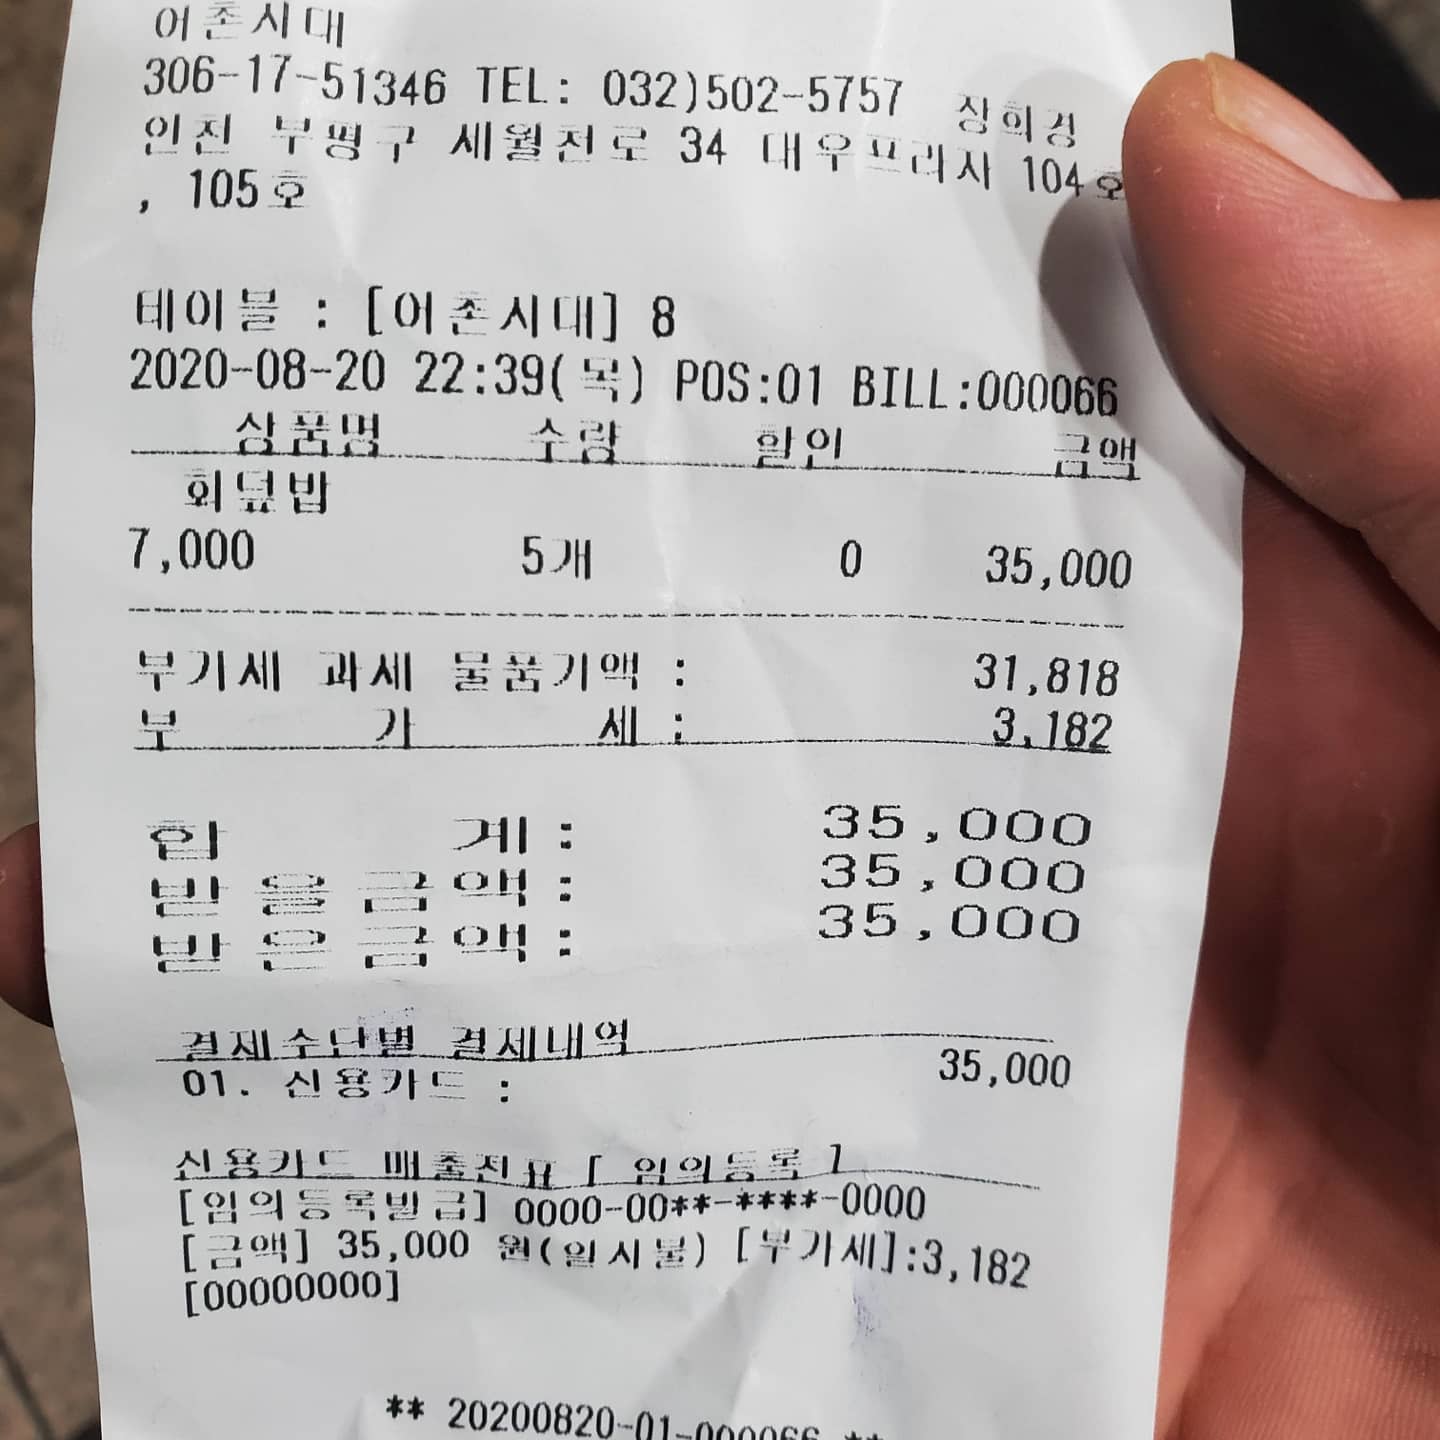 어촌시대
306-17-51346 TEL: 032)502-5757 장희경
인천 부평구 세월천로 34 대우프라자 104호
, 105호
테이블 : [어촌시대] 8
2020-08-20 22:39(목) POS:01 BILL:000066
상품명 수량 할인 금액
회덮밥
7,000 5개 0 35,000
부가세 과세 물품가액 : 31,818
부 가 세 : 3,182
합 계 : 35,000
받을금액 : 35,000
받은금액 : 35,000
결제수단별 결제내역
01. 신용카드 : 35,000
신용카드 매출전표 [ 임의등록 ]
[임의등록발급] 0000-00**-****-0000
[금액] 35,000 원(일시불) [부가세]:3,182
[00000000]
** 20200820-01-000066 **